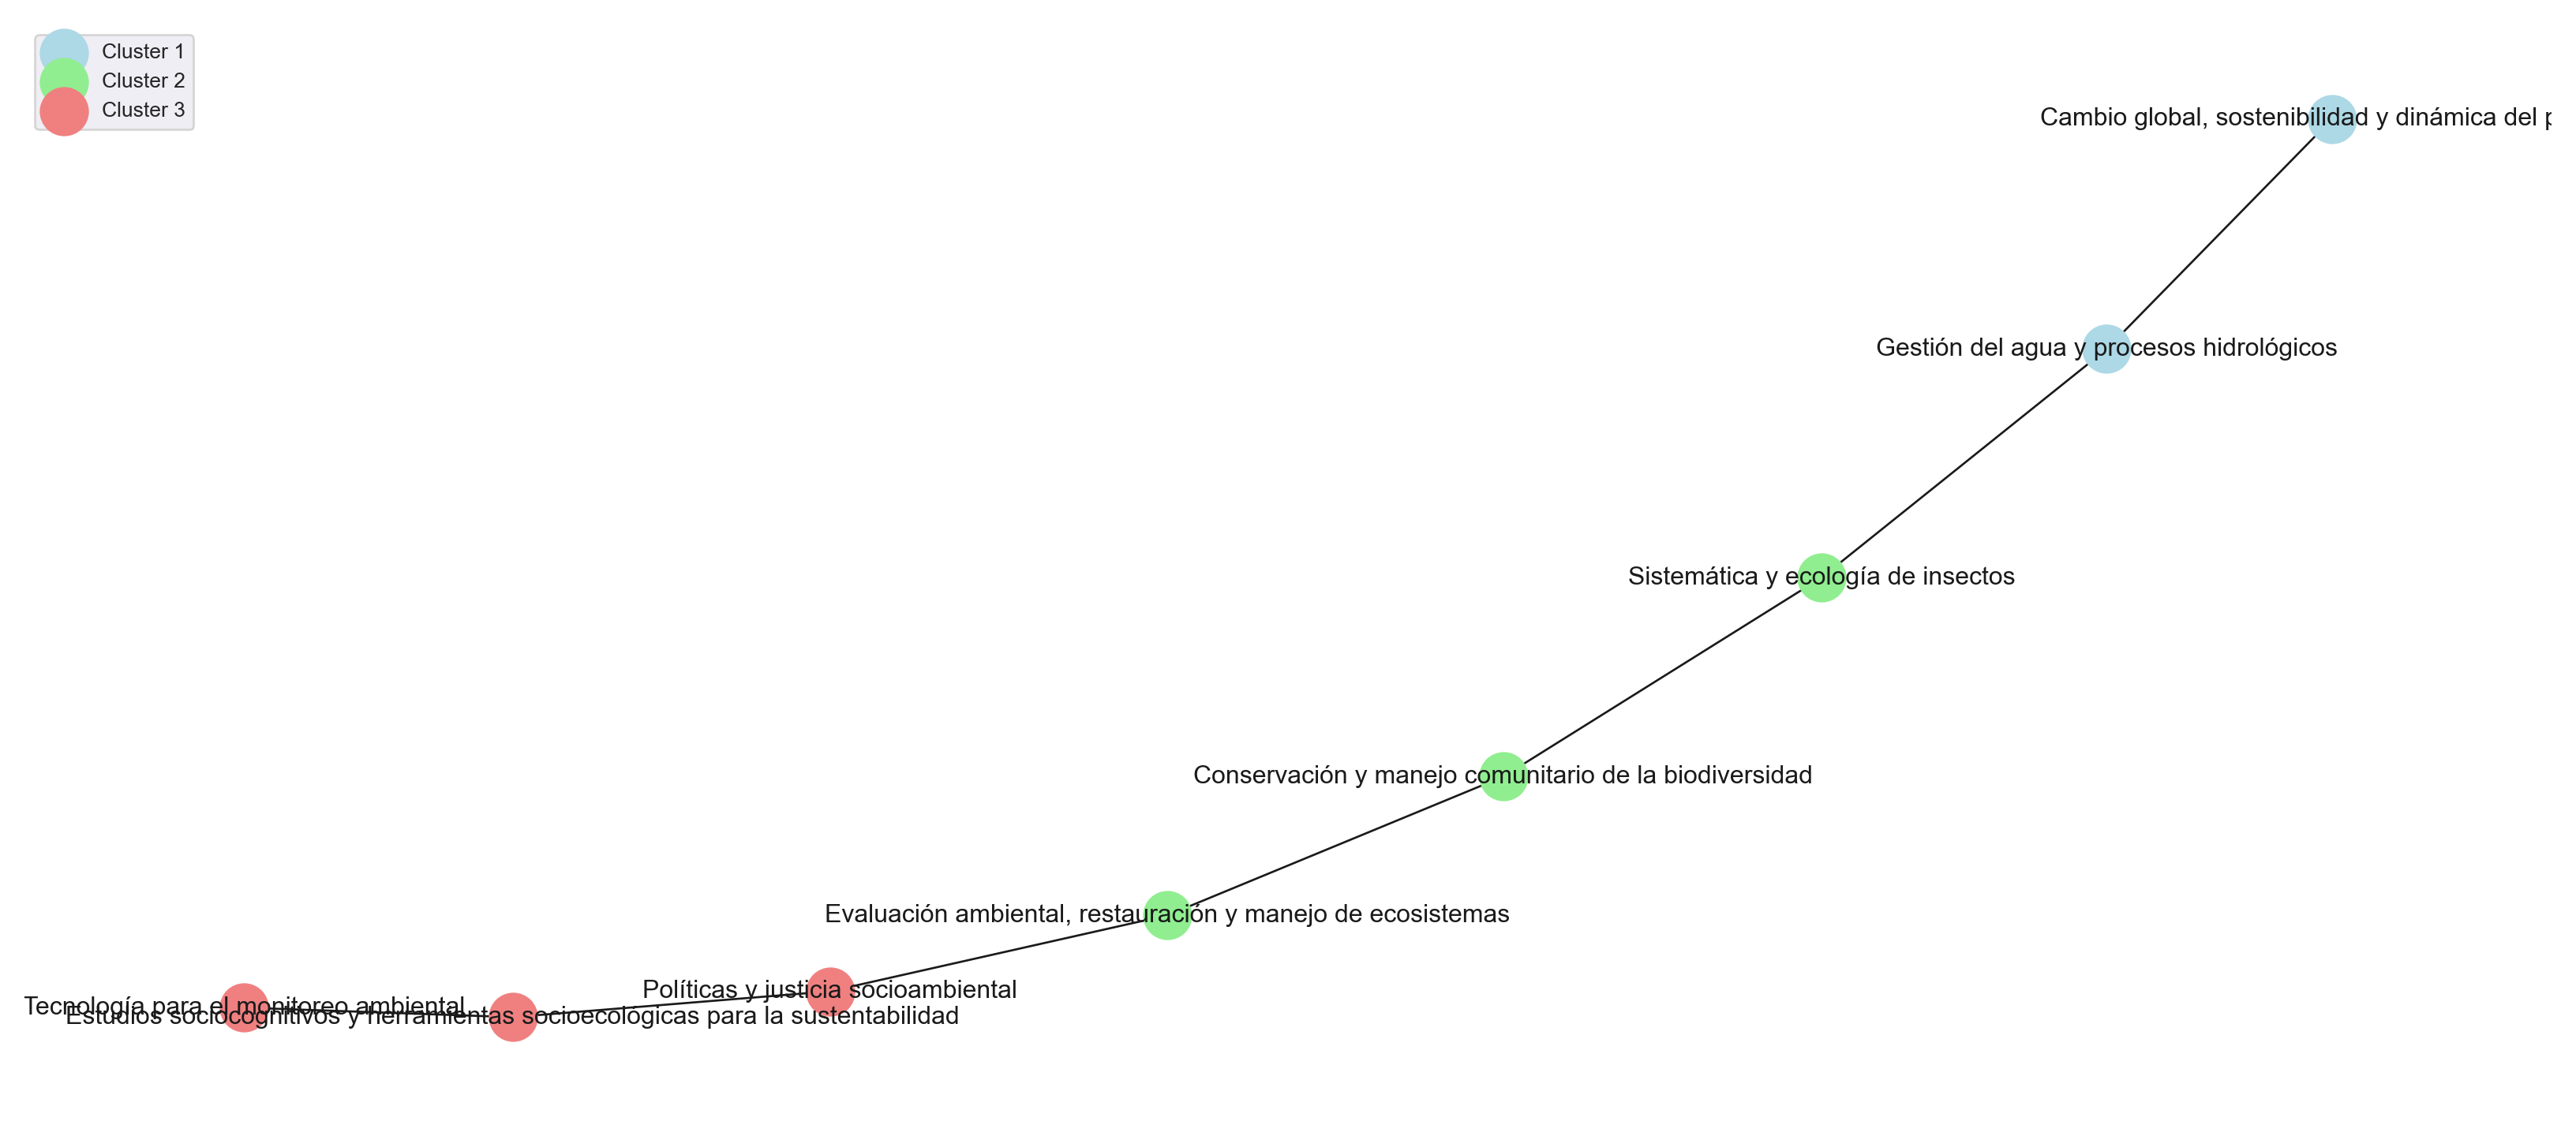 Cluster 1
Cluster 2
Cluster 3
Cambio global, sostenibilidad y dinámica del
Gestión del agua y procesos hidrológicos
Sistemática y ecología de insectos
Conservación y manejo comunitario de la biodiversidad
Evaluación ambiental, restauración y manejo de ecosistemas
Políticas y justicia socioambiental
Tecnología para el monitoreo ambiental
Estudios sociocognitivos y herramientas socioecológicas para la sustentabilidad